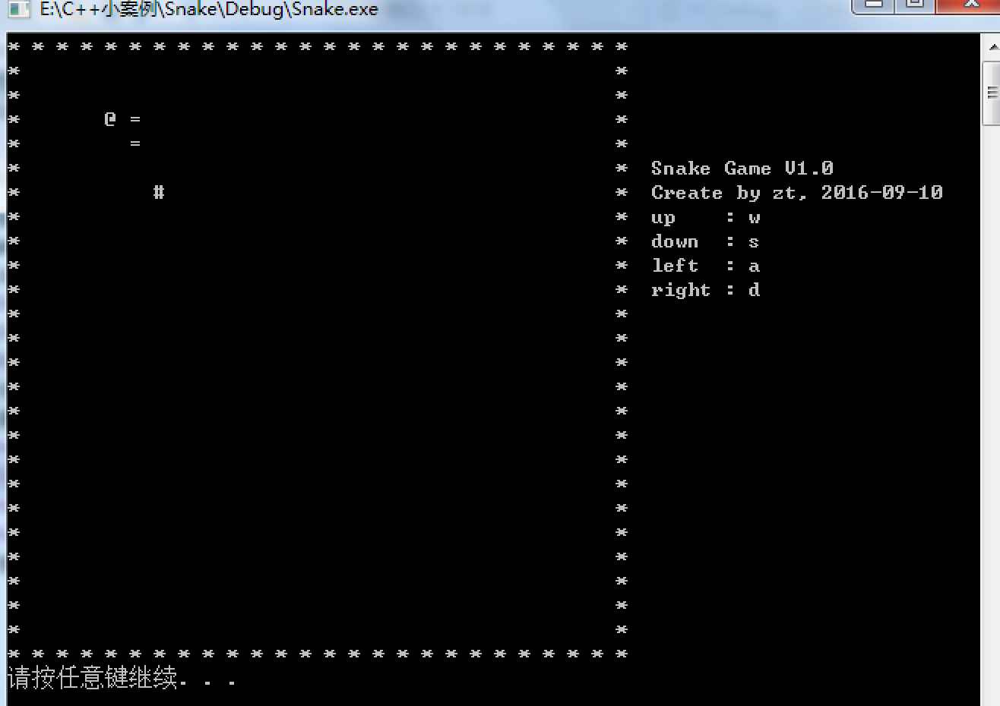 E:\C++小案例\Snake\Debug\Snake.exe
* * * * * * * * * * * * * * * * * * * * * * * * * *
*                                                 *
*                                                 *
*       @ =                                       *
*         =                                       *
*                                                 *  Snake Game V1.0
*           #                                     *  Create by zt, 2016-09-10
*                                                 *  up    : w
*                                                 *  down  : s
*                                                 *  left  : a
*                                                 *  right : d
*                                                 *
*                                                 *
*                                                 *
*                                                 *
*                                                 *
*                                                 *
*                                                 *
*                                                 *
*                                                 *
*                                                 *
*                                                 *
*                                                 *
*                                                 *
*                                                 *
* * * * * * * * * * * * * * * * * * * * * * * * * *
请按任意键继续. . .